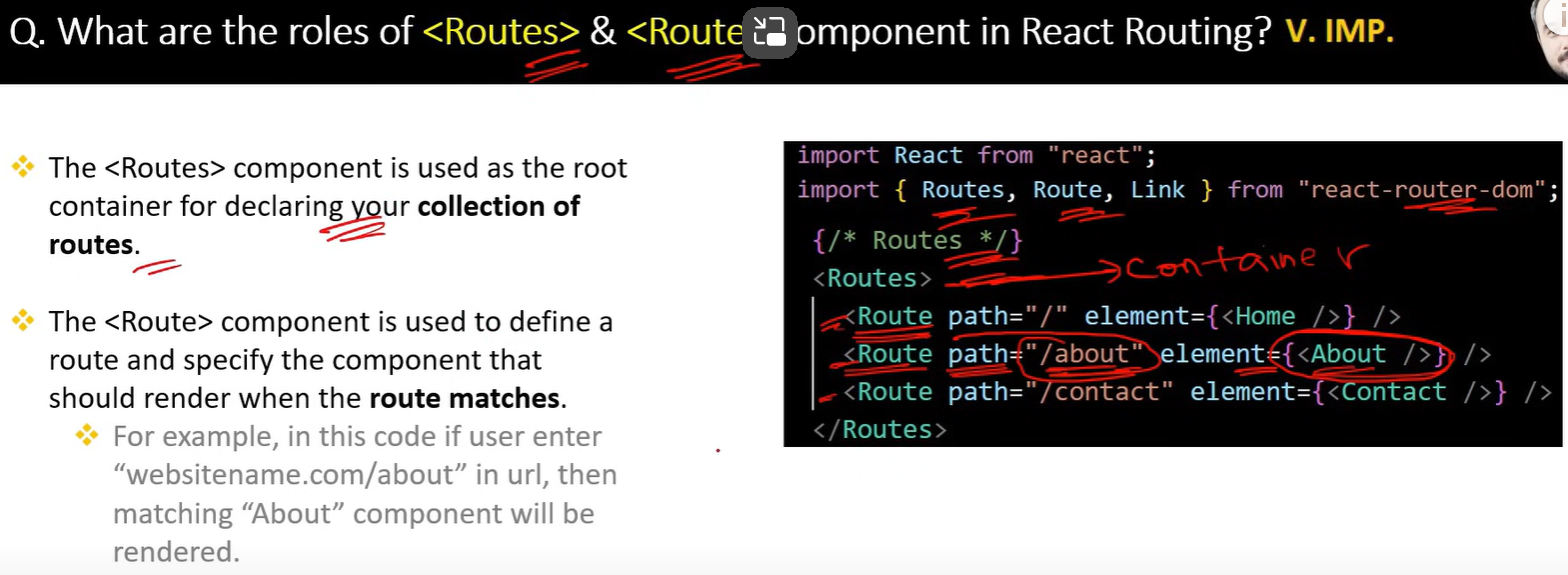 Q. What are the roles of <Routes> & <Route omponent in React Routing? V. IMP.
The <Routes> component is used as the root
container for declaring your collection of
routes.
The <Route> component is used to define a
route and specify the component that
should render when the route matches.
For example, in this code if user enter
“websitename.com/about” in url, then
matching “About” component will be
rendered.
import React from "react";
import { Routes, Route, Link } from "react-router-dom";
{/* Routes */}
<Routes> container
<Route path="/" element={<Home />} />
<Route path="/about" element={<About />} />
<Route path="/contact" element={<Contact />} />
</Routes>